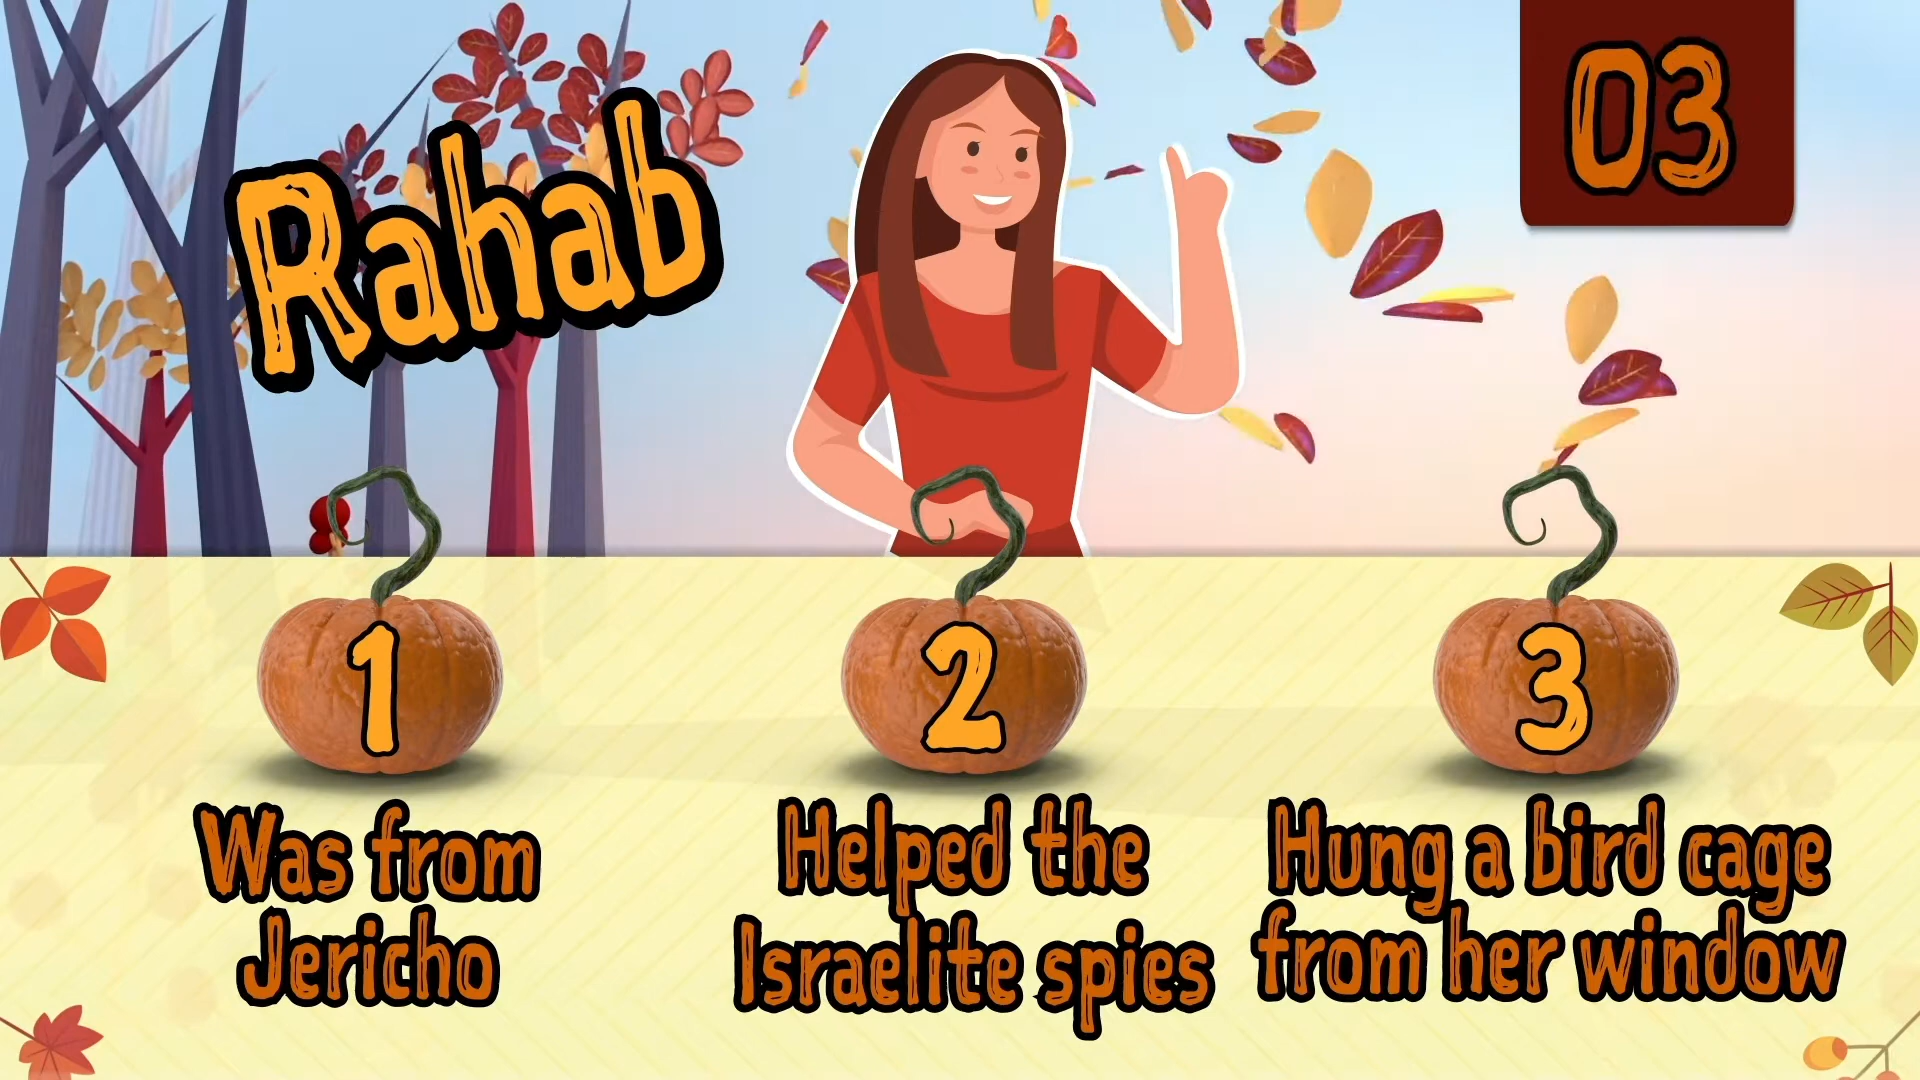 03
Rahab
1
2
3
Was from
Jericho
Helped the
Israelite spies
Hung a bird cage
from her window